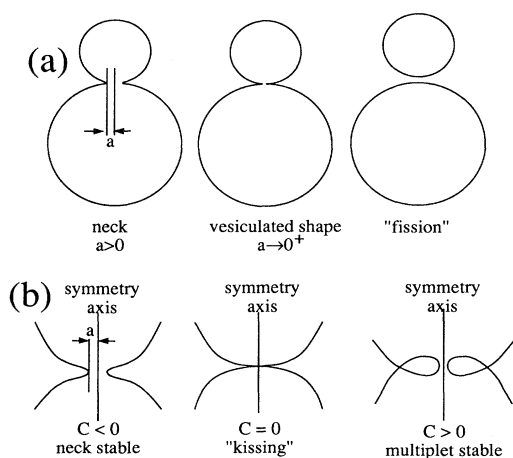 (a)
a
neck
a>0
vesiculated shape
a→0⁺
"fission"
(b)
symmetry
axis
a
C < 0
neck stable
symmetry
axis
C = 0
"kissing"
symmetry
axis
C > 0
multiplet stable